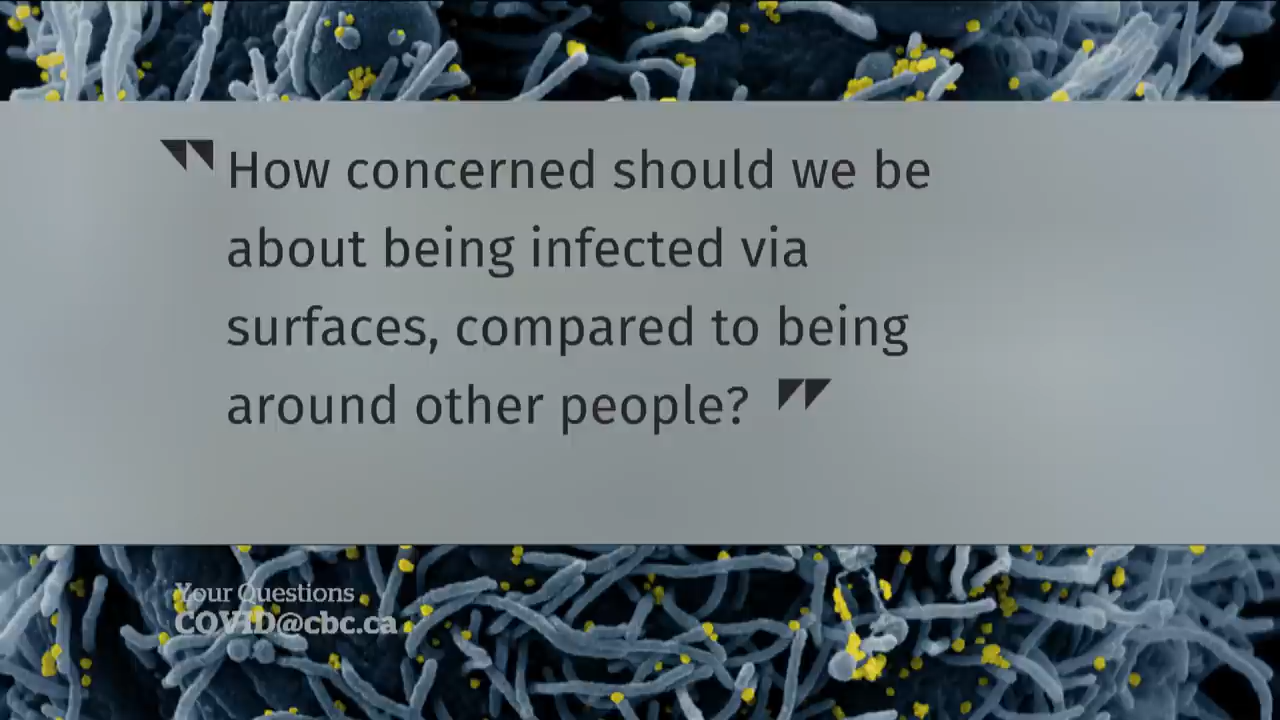 How concerned should we be
about being infected via
surfaces, compared to being
around other people?
Your Questions
COVID@cbc.ca